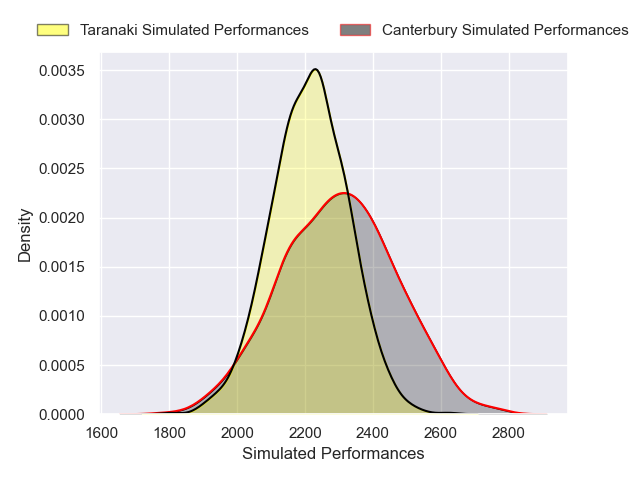 Taranaki Simulated Performances Canterbury Simulated Performances
0.0035
0.0030
0.0025
0.0020
0.0015
0.0010
0.0005
0.0000
Density
1600 1800 2000 2200 2400 2600 2800
Simulated Performances